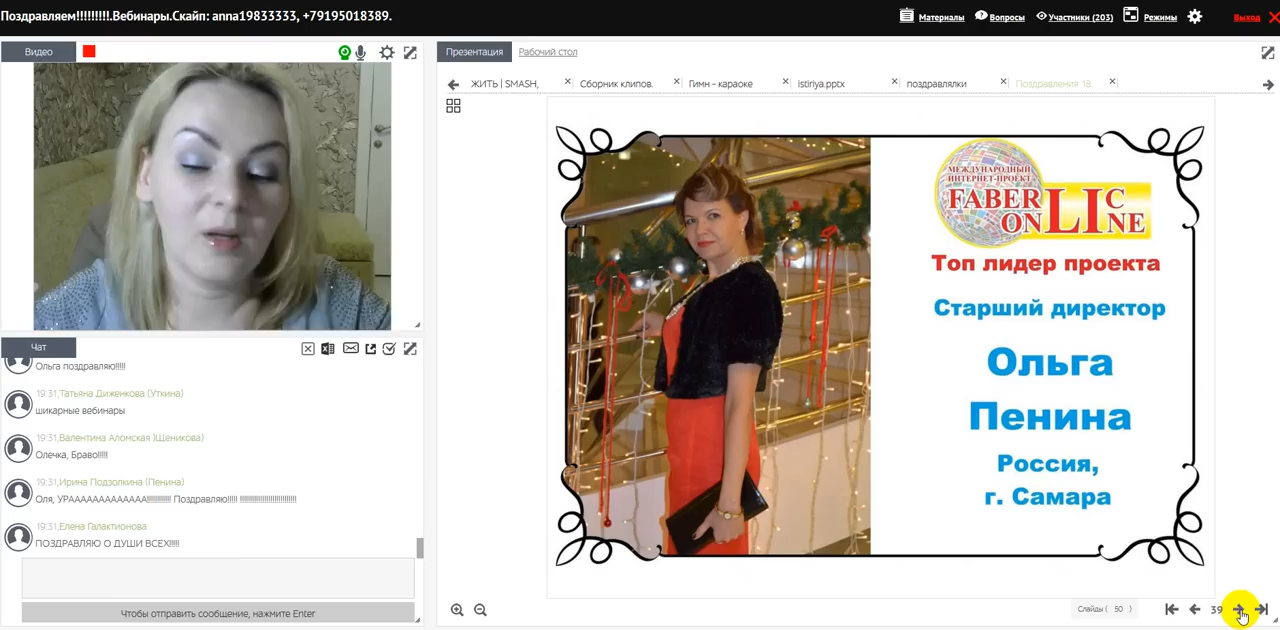 Поздравляем!!!!!!!!!.Вебинары.Скайп: anna19833333, +79195018389.
Материалы
Вопросы
Участники (203)
Режимы
Выход
Видео
Презентация
Рабочий стол
ЖИТЬ | SMASH,
Сборник клипов.
Гимн - караоке
istiriya.pptx
поздравлялки
Поздравления 18.
МЕЖДУНАРОДНЫЙ
ИНТЕРНЕТ-ПРОЕКТ
FABERLIC
ONLINE
Топ лидер проекта
Старший директор
Ольга
Пенина
Россия,
г. Самара
Чат
Ольга поздравляю!!!!!
19:31,Татьяна Диженкова (Уткина)
шикарные вебинары
19:31,Валентина Аломская )Щеникова)
Олечка, Браво!!!!!
19:31,Ирина Подзолкина (Пенина)
Оля, УРААААААААААААА!!!!!!!!!!!! Поздравляю!!!!! !!!!!!!!!!!!!!!!!!!!!!!!!!!
19:31,Елена Галактионова
ПОЗДРАВЛЯЮ О ДУШИ ВСЕХ!!!!!
Чтобы отправить сообщение, нажмите Enter
Слайды ( 50 )
39